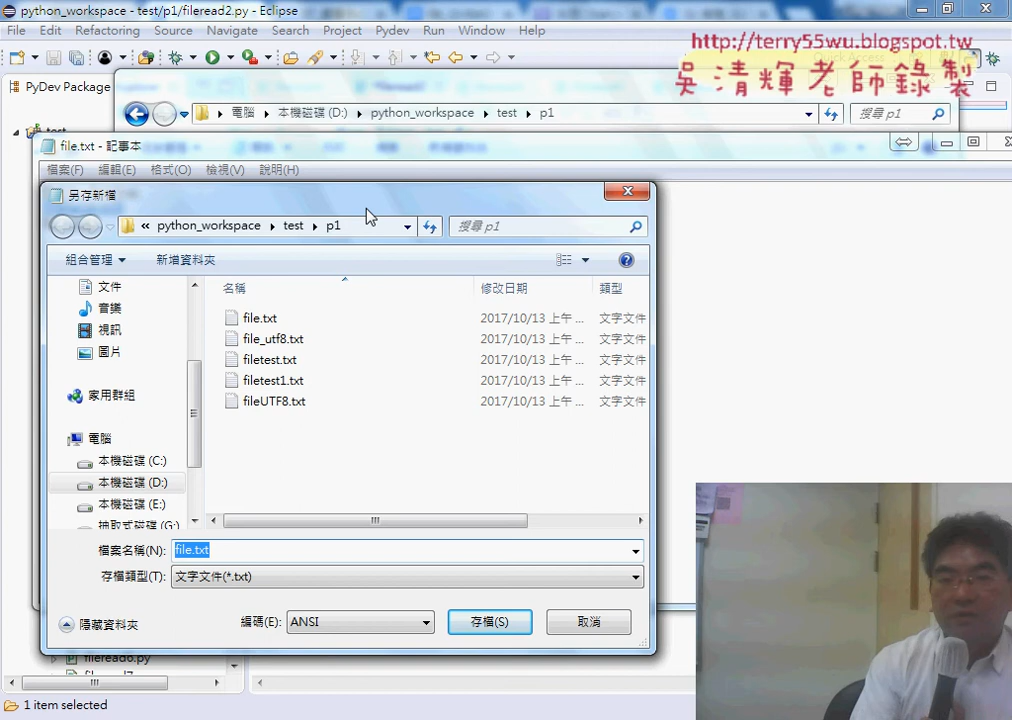 python_workspace - test/p1/fileread2.py - Eclipse
File Edit Refactoring Source Navigate Search Project Pydev Run Window Help
http://terry55wu.blogspot.tw
吳清輝老師錄製
PyDev Package
電腦 本機磁碟 (D:) python_workspace test p1
搜尋 p1
test
file.txt - 記事本
檔案(F) 編輯(E) 格式(O) 檢視(V) 說明(H)
另存新檔
« python_workspace test p1
搜尋 p1
組合管理 新增資料夾
名稱 修改日期 類型
文件
音樂
視訊
圖片
家用群組
電腦
本機磁碟 (C:)
本機磁碟 (D:)
本機磁碟 (E:)
抽取式磁碟 (G:)
file.txt 2017/10/13 上午 ... 文字文件
file_utf8.txt 2017/10/13 上午 ... 文字文件
filetest.txt 2017/10/13 上午 ... 文字文件
filetest1.txt 2017/10/13 上午 ... 文字文件
fileUTF8.txt 2017/10/13 上午 ... 文字文件
檔案名稱(N): file.txt
存檔類型(T): 文字文件(*.txt)
隱藏資料夾
編碼(E): ANSI
存檔(S)
取消
fileread6.py
1 item selected